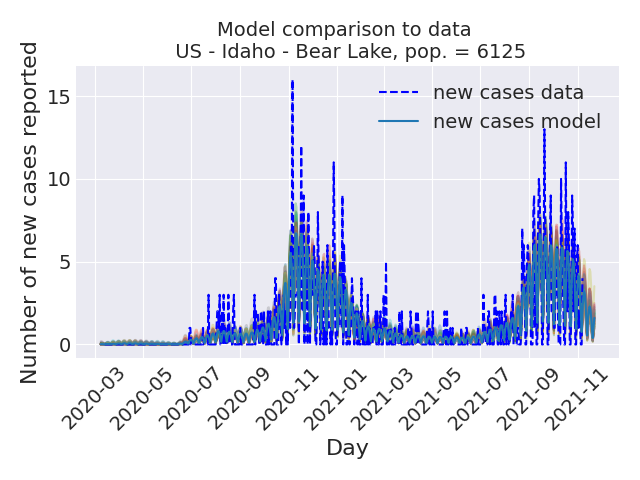 Model comparison to data
US - Idaho - Bear Lake, pop. = 6125
new cases data
new cases model
Number of new cases reported
15
10
5
0
2020-03
2020-05
2020-07
2020-09
2020-11
2021-01
2021-03
2021-05
2021-07
2021-09
2021-11
Day